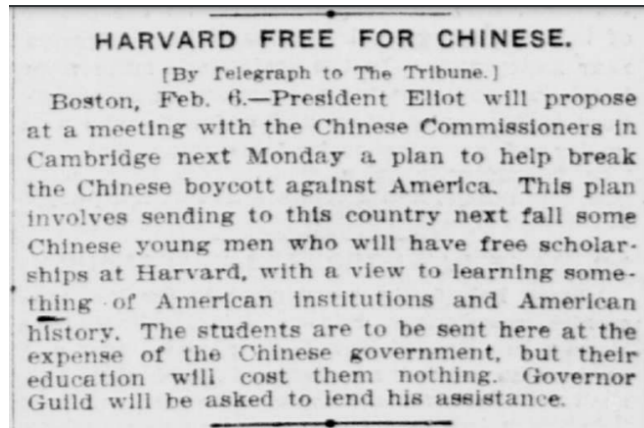 HARVARD FREE FOR CHINESE.
[By Telegraph to The Tribune.]
Boston, Feb. 6.—President Eliot will propose
at a meeting with the Chinese Commissioners in
Cambridge next Monday a plan to help break
the Chinese boycott against America. This plan
involves sending to this country next fall some
Chinese young men who will have free scholar-
ships at Harvard, with a view to learning some-
thing of American institutions and American
history. The students are to be sent here at the
expense of the Chinese government, but their
education will cost them nothing. Governor
Guild will be asked to lend his assistance.